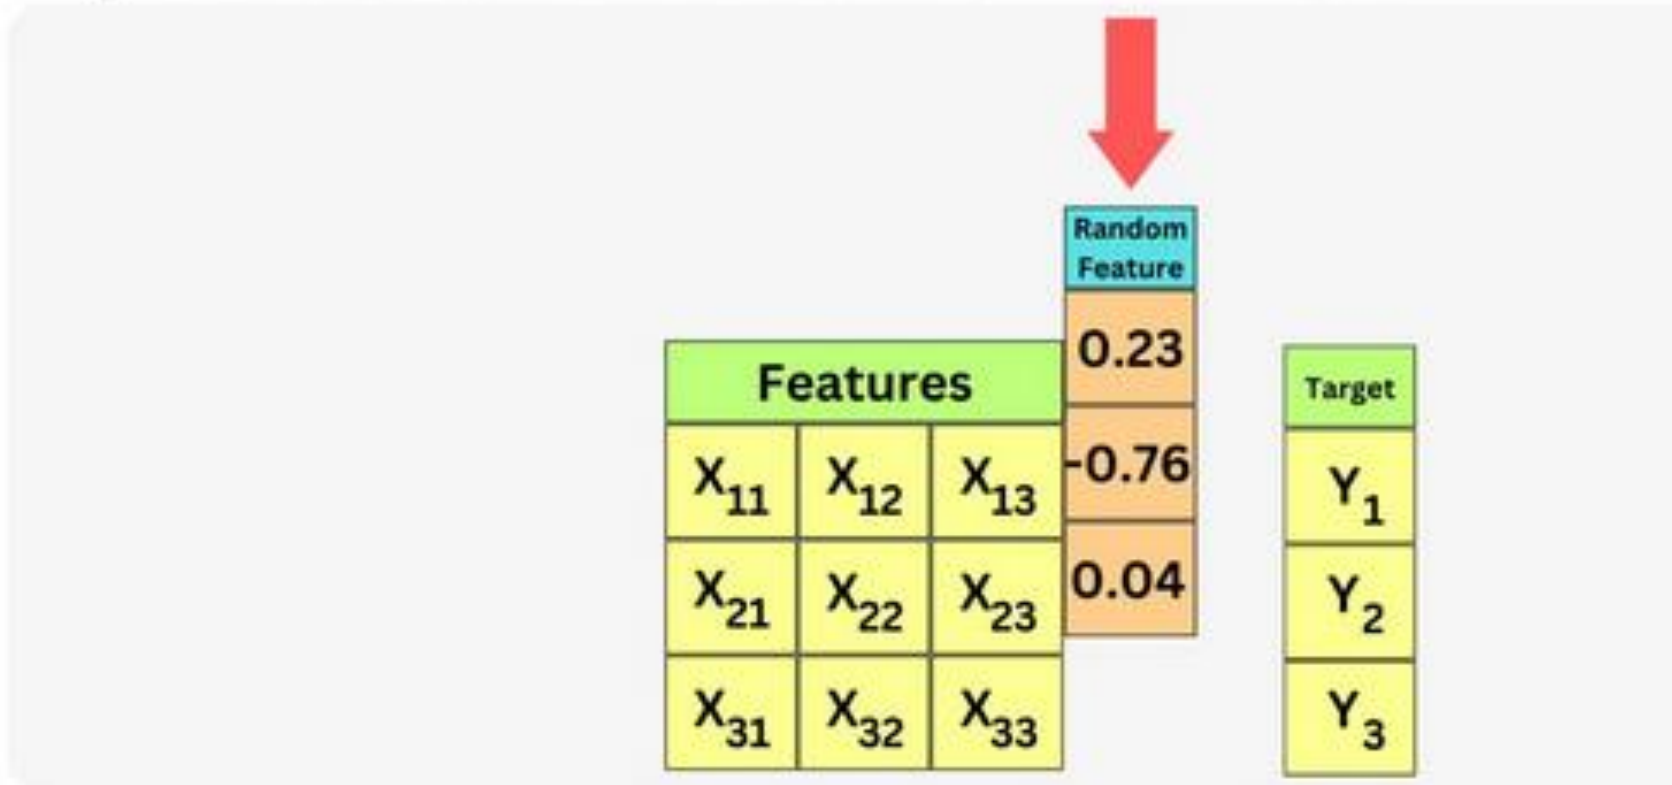 Random
Feature
0.23
Features
Target
-0.76
X11 X12 X13
Y1
0.04
X21 X22 X23
Y2
X31 X32 X33
Y3